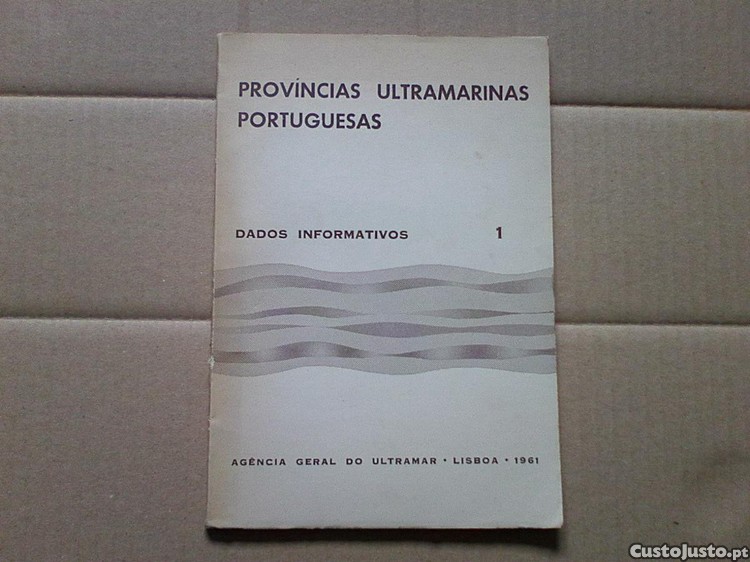 PROVÍNCIAS ULTRAMARINAS
PORTUGUESAS
DADOS INFORMATIVOS 1
AGÊNCIA GERAL DO ULTRAMAR • LISBOA • 1961
CustoJusto.pt